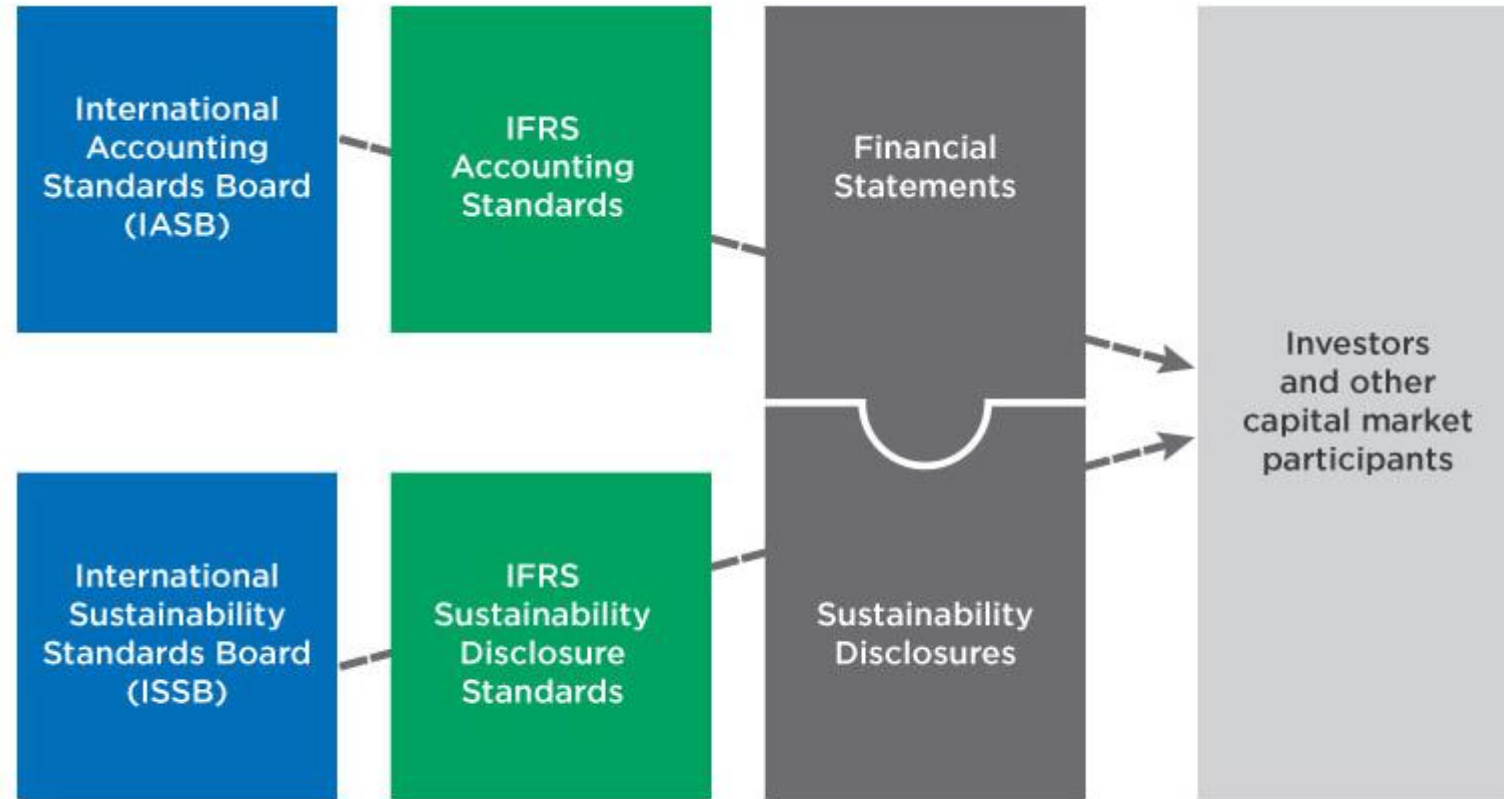 International
Accounting
Standards Board
(IASB)
IFRS
Accounting
Standards
Financial
Statements
Investors
and other
capital market
participants
International
Sustainability
Standards Board
(ISSB)
IFRS
Sustainability
Disclosure
Standards
Sustainability
Disclosures